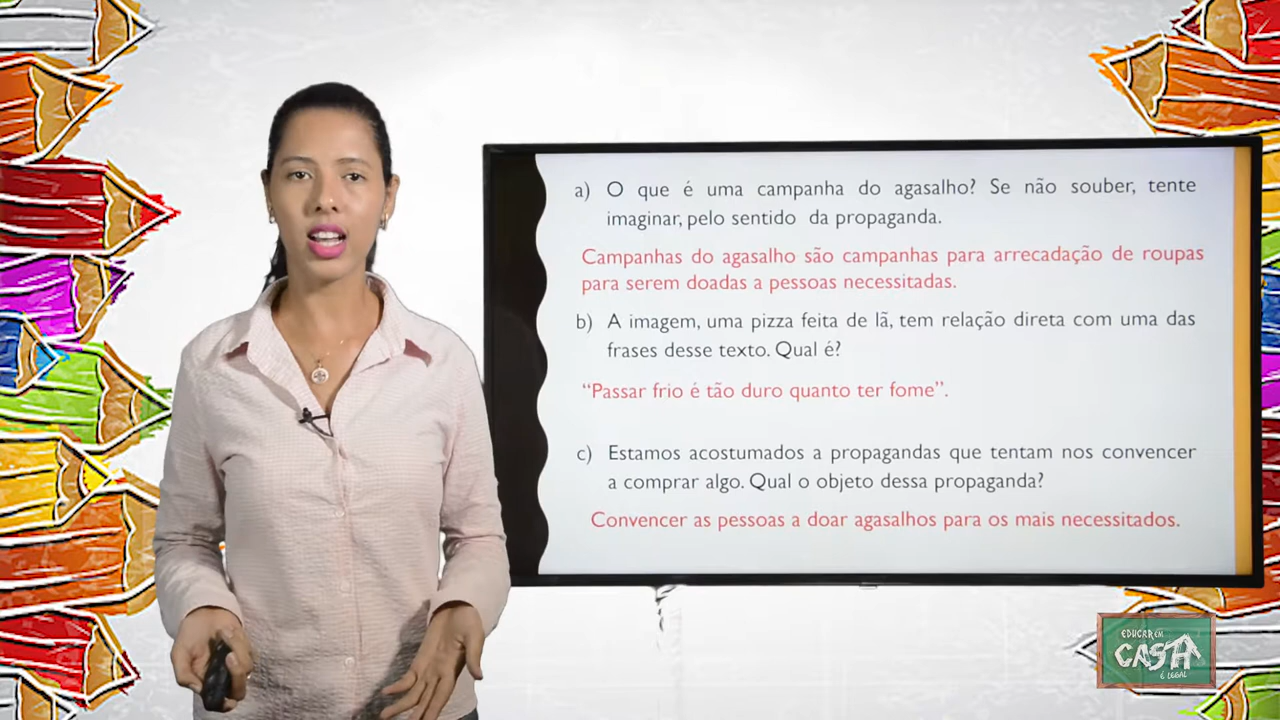 a) O que é uma campanha do agasalho? Se não souber, tente
imaginar, pelo sentido da propaganda.
Campanhas do agasalho são campanhas para arrecadação de roupas
para serem doadas a pessoas necessitadas.
b) A imagem, uma pizza feita de lã, tem relação direta com uma das
frases desse texto. Qual é?
“Passar frio é tão duro quanto ter fome”.
c) Estamos acostumados a propagandas que tentam nos convencer
a comprar algo. Qual o objeto dessa propaganda?
Convencer as pessoas a doar agasalhos para os mais necessitados.
EDUCAR EM
CASA
É LEGAL